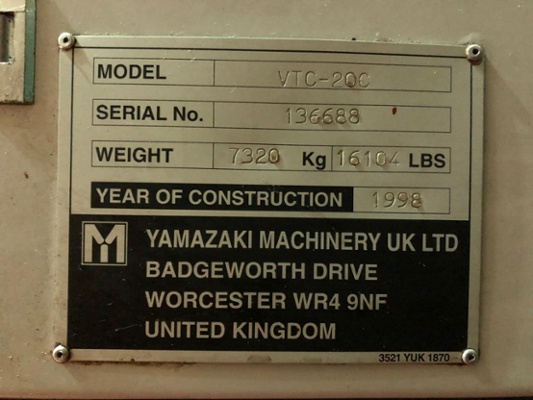 MODEL VTC-20C
SERIAL No. 136688
WEIGHT 7320 Kg 16104 LBS
YEAR OF CONSTRUCTION 1998
YAMAZAKI MACHINERY UK LTD
BADGEWORTH DRIVE
WORCESTER WR4 9NF
UNITED KINGDOM
3521 YUK 1870